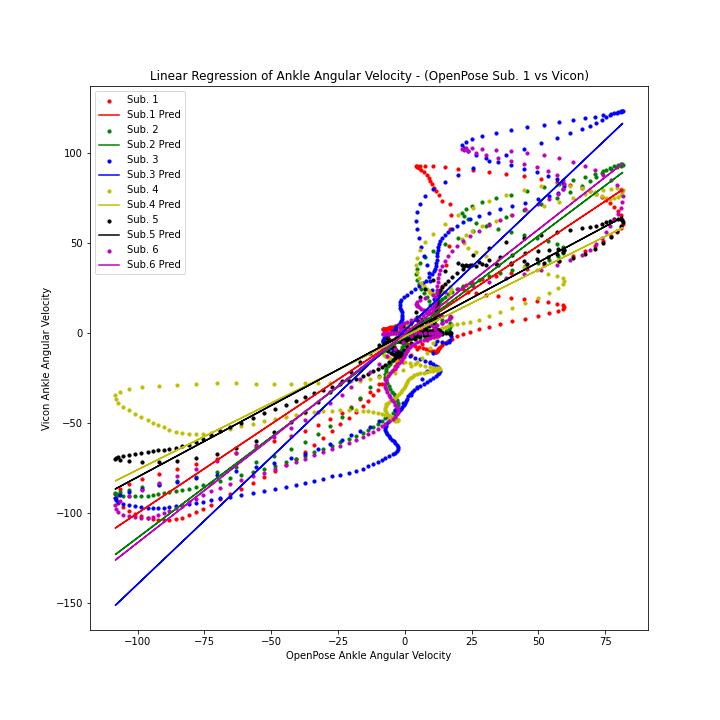 Linear Regression of Ankle Angular Velocity - (OpenPose Sub. 1 vs Vicon)
Sub. 1
Sub.1 Pred
Sub. 2
Sub.2 Pred
Sub. 3
Sub.3 Pred
Sub. 4
Sub.4 Pred
Sub. 5
Sub.5 Pred
Sub. 6
Sub.6 Pred
Vicon Ankle Angular Velocity
100
50
0
−50
−100
−150
−100
−75
−50
−25
0
25
50
75
OpenPose Ankle Angular Velocity